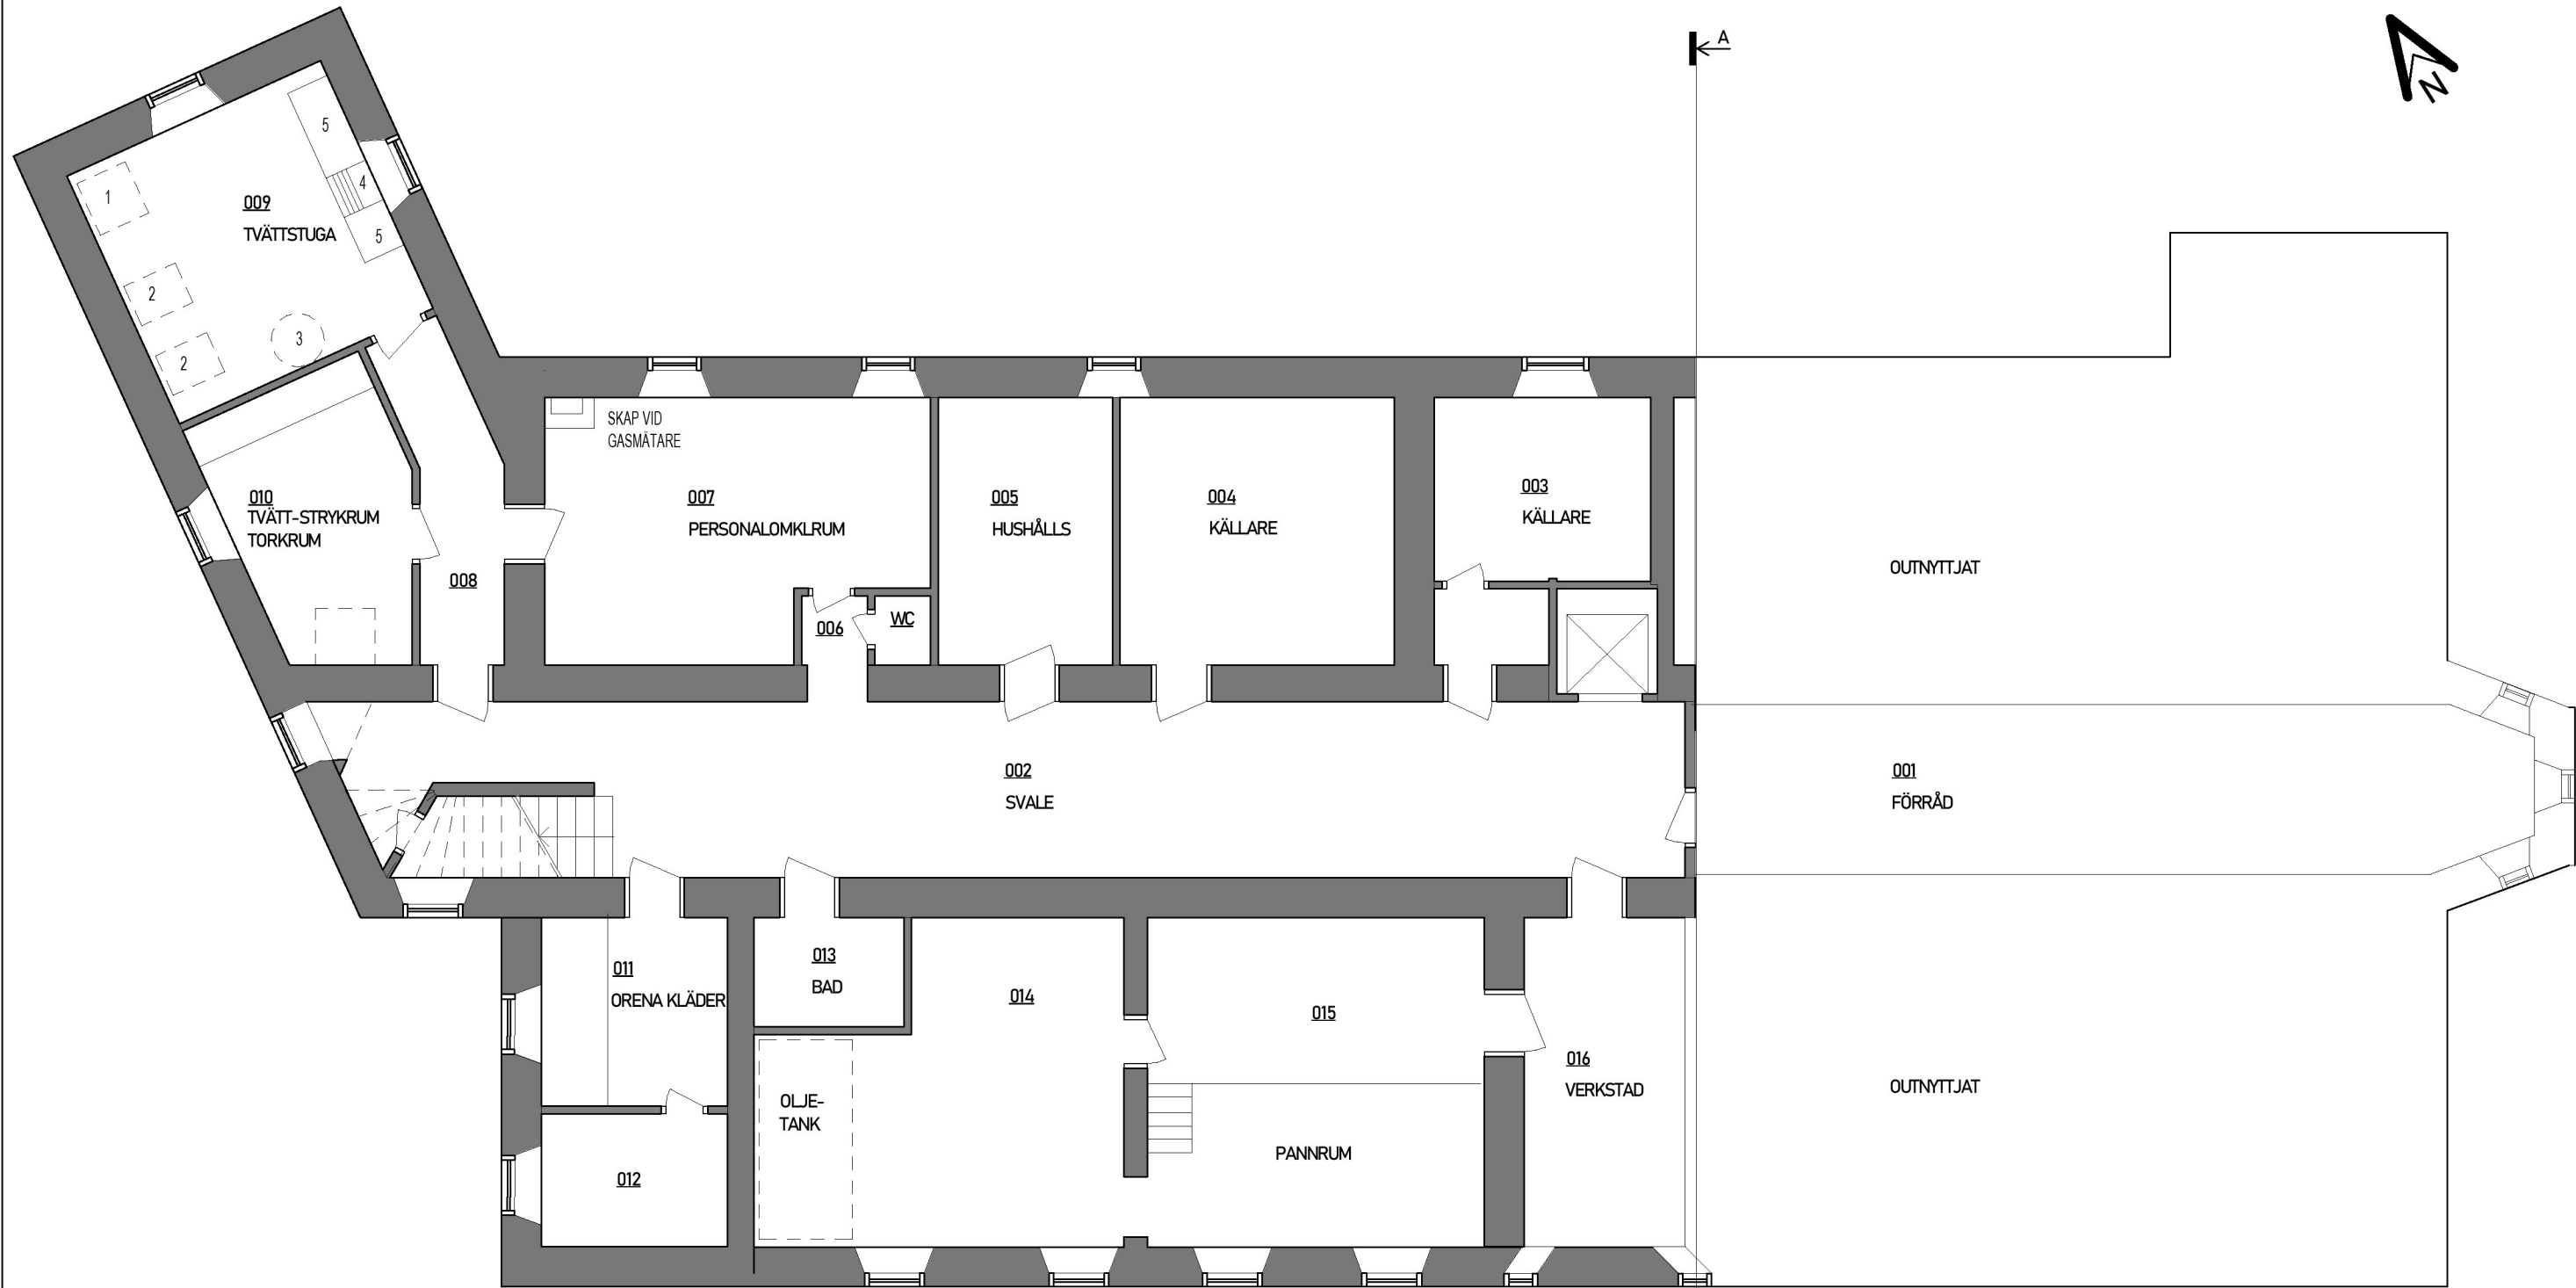 A
N
5
4
5
1
009
TVÄTTSTUGA
2
2
3
SKAP VID
GASMÄTARE
010
TVÄTT-STRYKRUM
TORKRUM
008
007
PERSONALOMKLRUM
005
HUSHÅLLS
004
KÄLLARE
003
KÄLLARE
OUTNYTTJAT
006
WC
002
SVALE
001
FÖRRÅD
011
ORENA KLÄDER
013
BAD
014
015
016
VERKSTAD
OUTNYTTJAT
OLJE-
TANK
PANNRUM
012